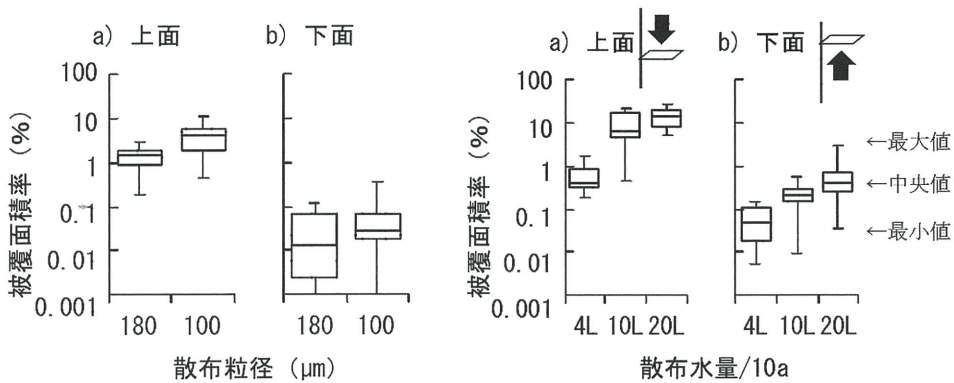 a) 上面
b) 下面
100
10
1
0.1
0.01
0.001
被覆面積率 (%)
180 100
180 100
散布粒径 (μm)
a) 上面
b) 下面
100
10
1
0.1
0.01
0.001
被覆面積率 (%)
←最大値
←中央値
←最小値
4L 10L 20L
4L 10L 20L
散布水量/10a